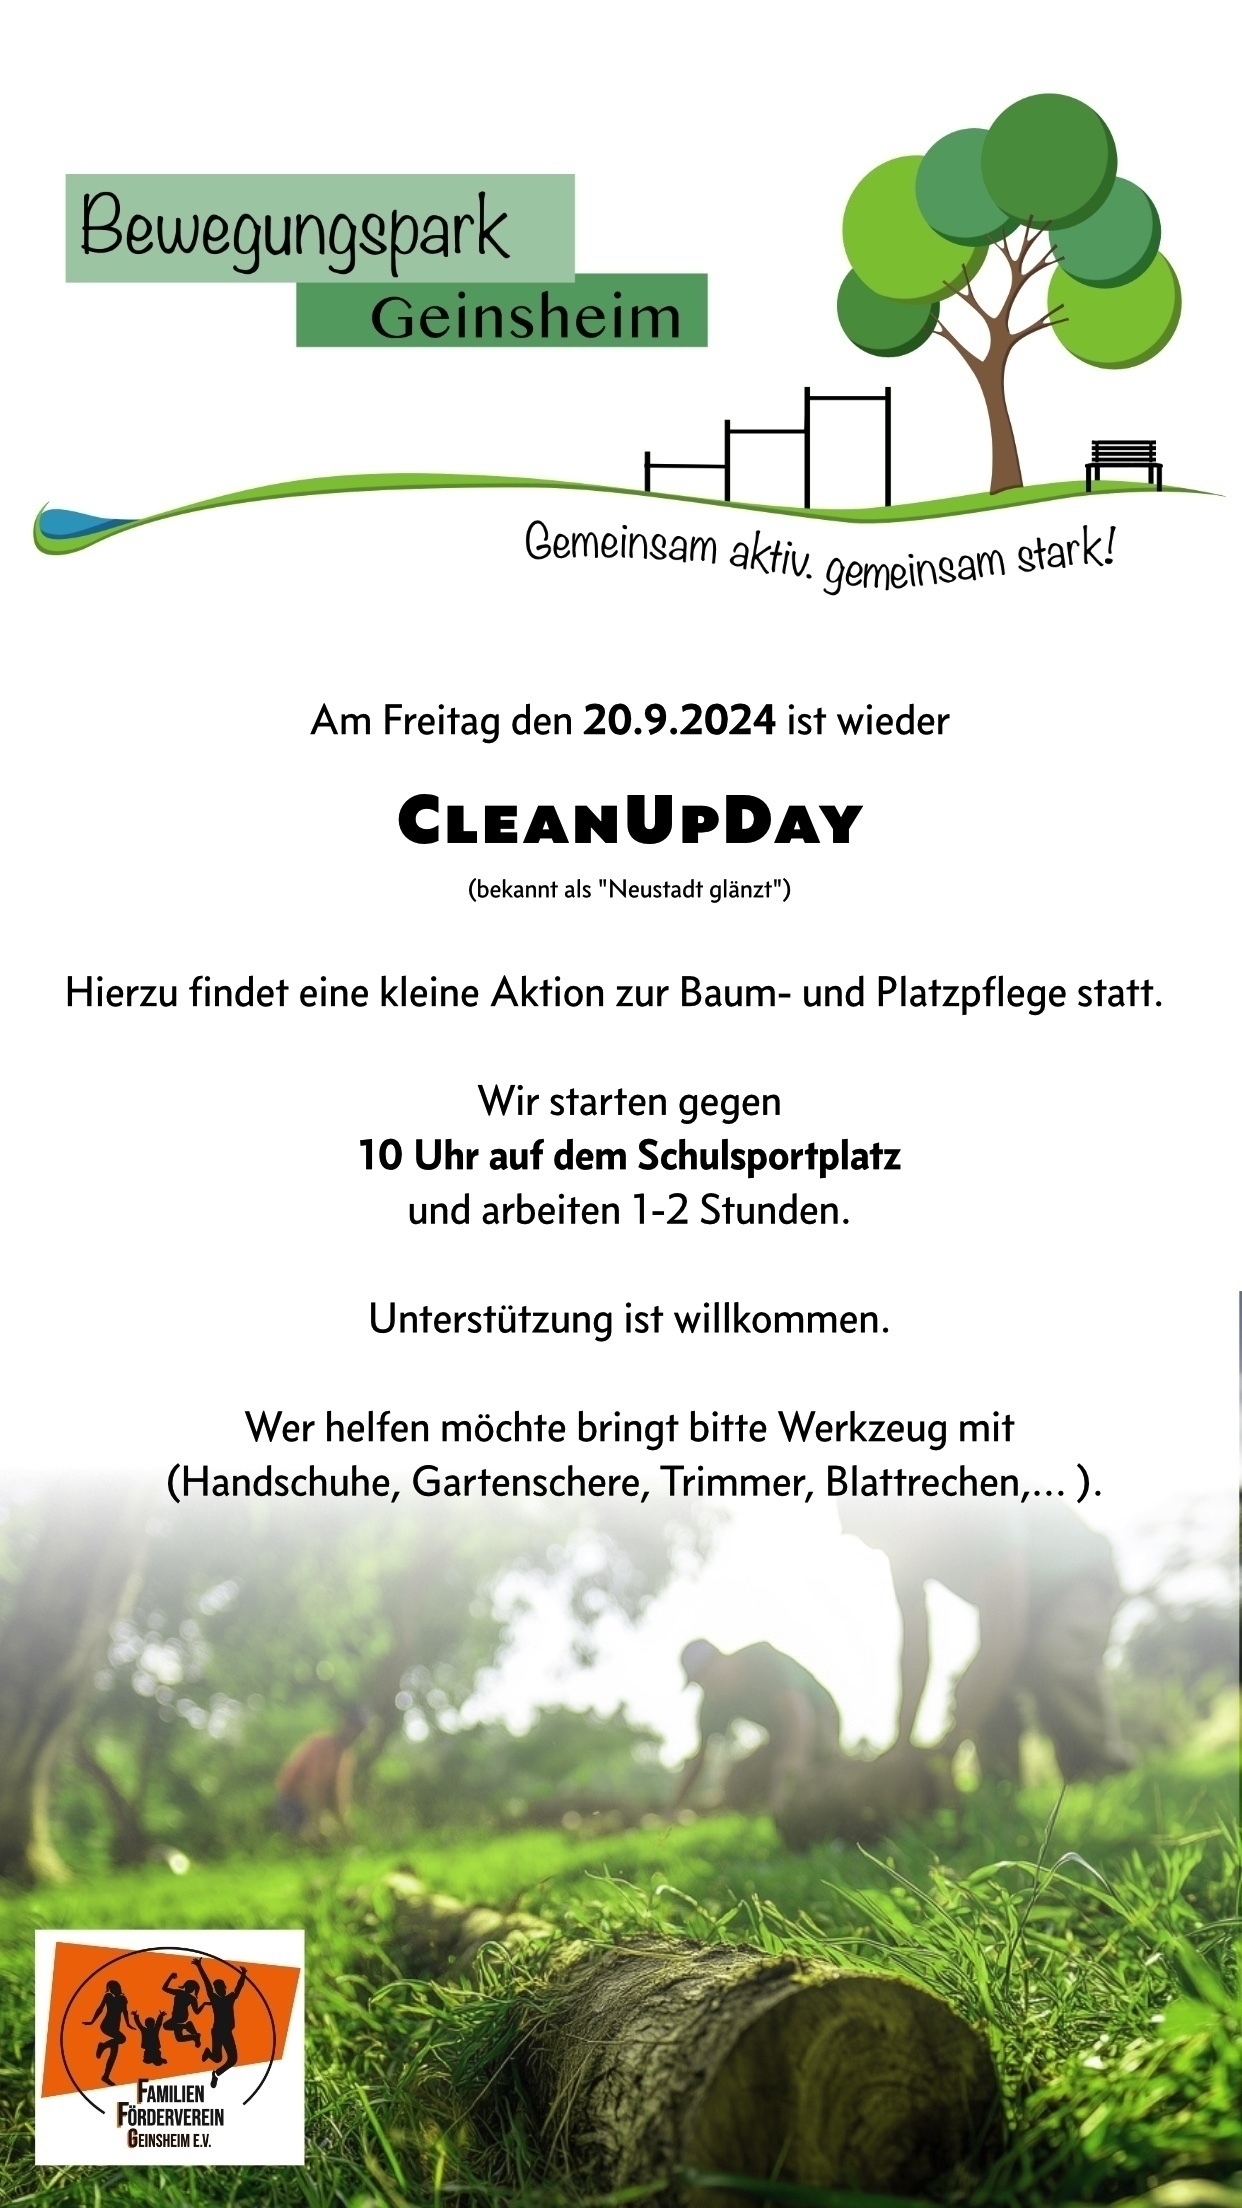 Bewegungspark
Geinsheim
Gemeinsam aktiv. gemeinsam stark!
Am Freitag den 20.9.2024 ist wieder
CleanUpDay
(bekannt als "Neustadt glänzt")
Hierzu findet eine kleine Aktion zur Baum- und Platzpflege statt.
Wir starten gegen
10 Uhr auf dem Schulsportplatz
und arbeiten 1-2 Stunden.
Unterstützung ist willkommen.
Wer helfen möchte bringt bitte Werkzeug mit
(Handschuhe, Gartenschere, Trimmer, Blattrechen,... ).
Familien
Förderverein
Geinsheim e.V.